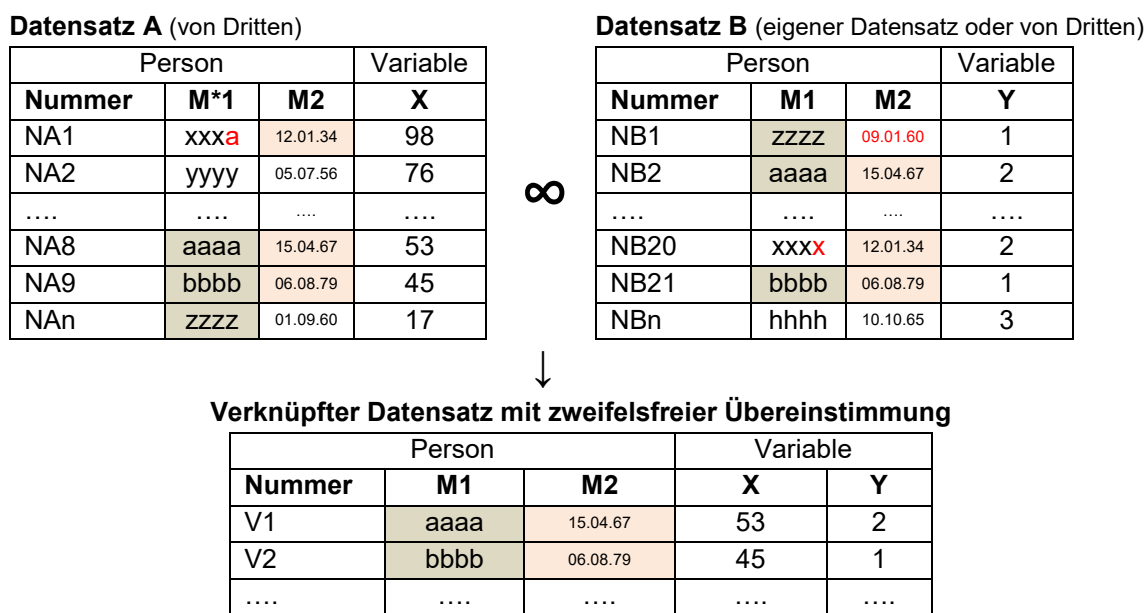 Datensatz A (von Dritten) Datensatz B (eigener Datensatz oder von Dritten)
Person Variable Person Variable
Nummer M*1 M2 X Nummer M1 M2 Y
NA1 xxxa 12.01.34 98 NB1 zzzz 09.01.60 1
NA2 yyyy 05.07.56 76 NB2 aaaa 15.04.67 2
∞
…. …. …. …. …. …. …. ….
NA8 aaaa 15.04.67 53 NB20 xxxx 12.01.34 2
NA9 bbbb 06.08.79 45 NB21 bbbb 06.08.79 1
NAn zzzz 01.09.60 17 NBn hhhh 10.10.65 3
↓
Verknüpfter Datensatz mit zweifelsfreier Übereinstimmung
Person Variable
Nummer M1 M2 X Y
V1 aaaa 15.04.67 53 2
V2 bbbb 06.08.79 45 1
…. …. …. …. ….